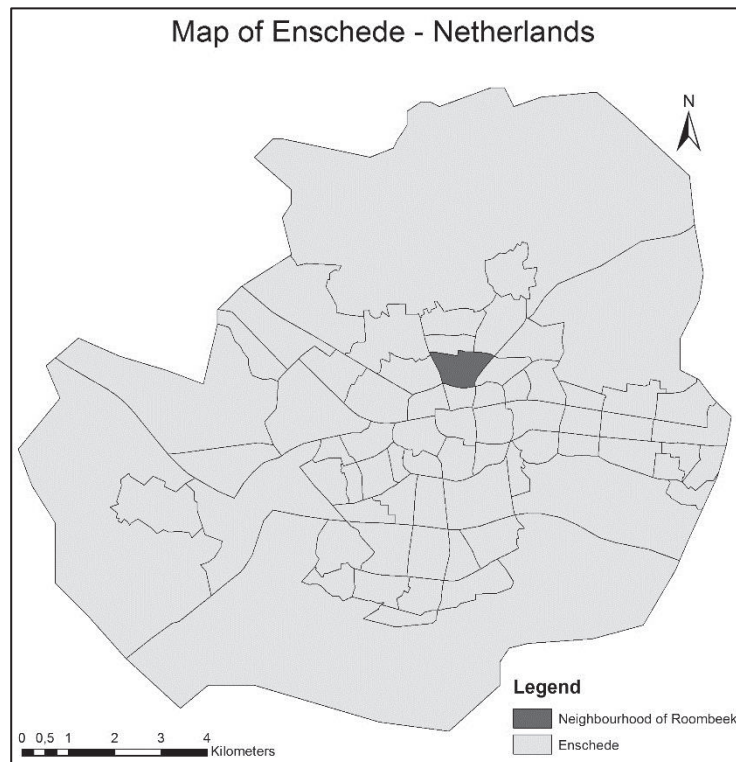 Map of Enschede - Netherlands
N
Legend
Neighbourhood of Roombeek
Enschede
0 0,5 1 2 3 4
Kilometers